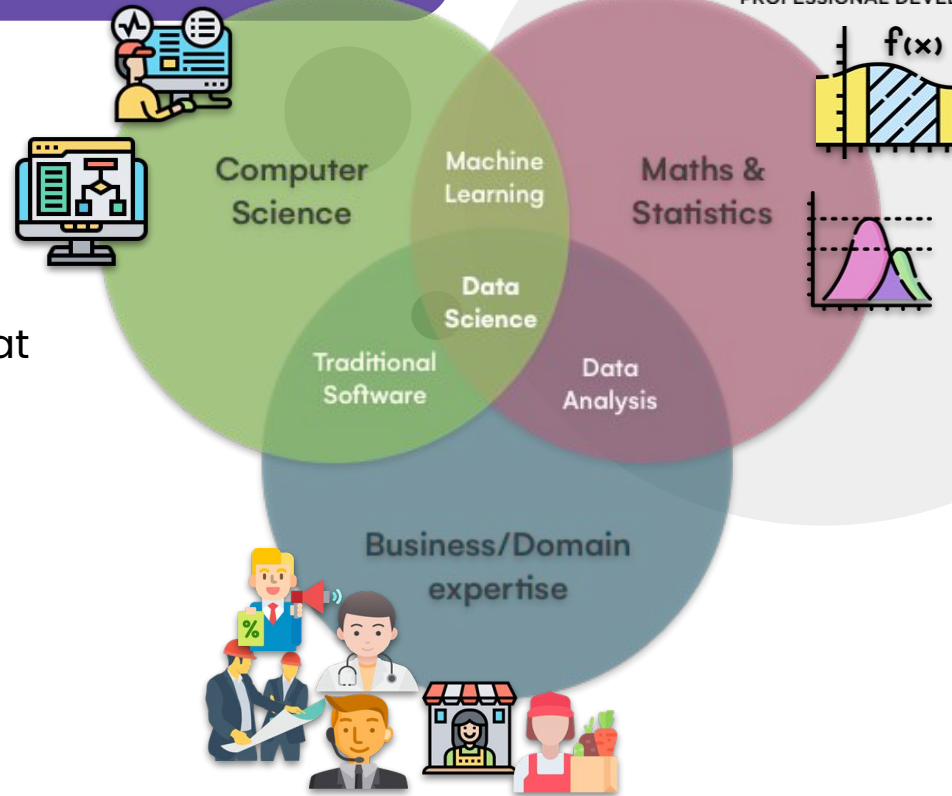 PROFESSIONAL DEVEL
f(x)
Computer
Science
Machine
Learning
Maths &
Statistics
Data
Science
at
Traditional
Software
Data
Analysis
Business/Domain
expertise
%